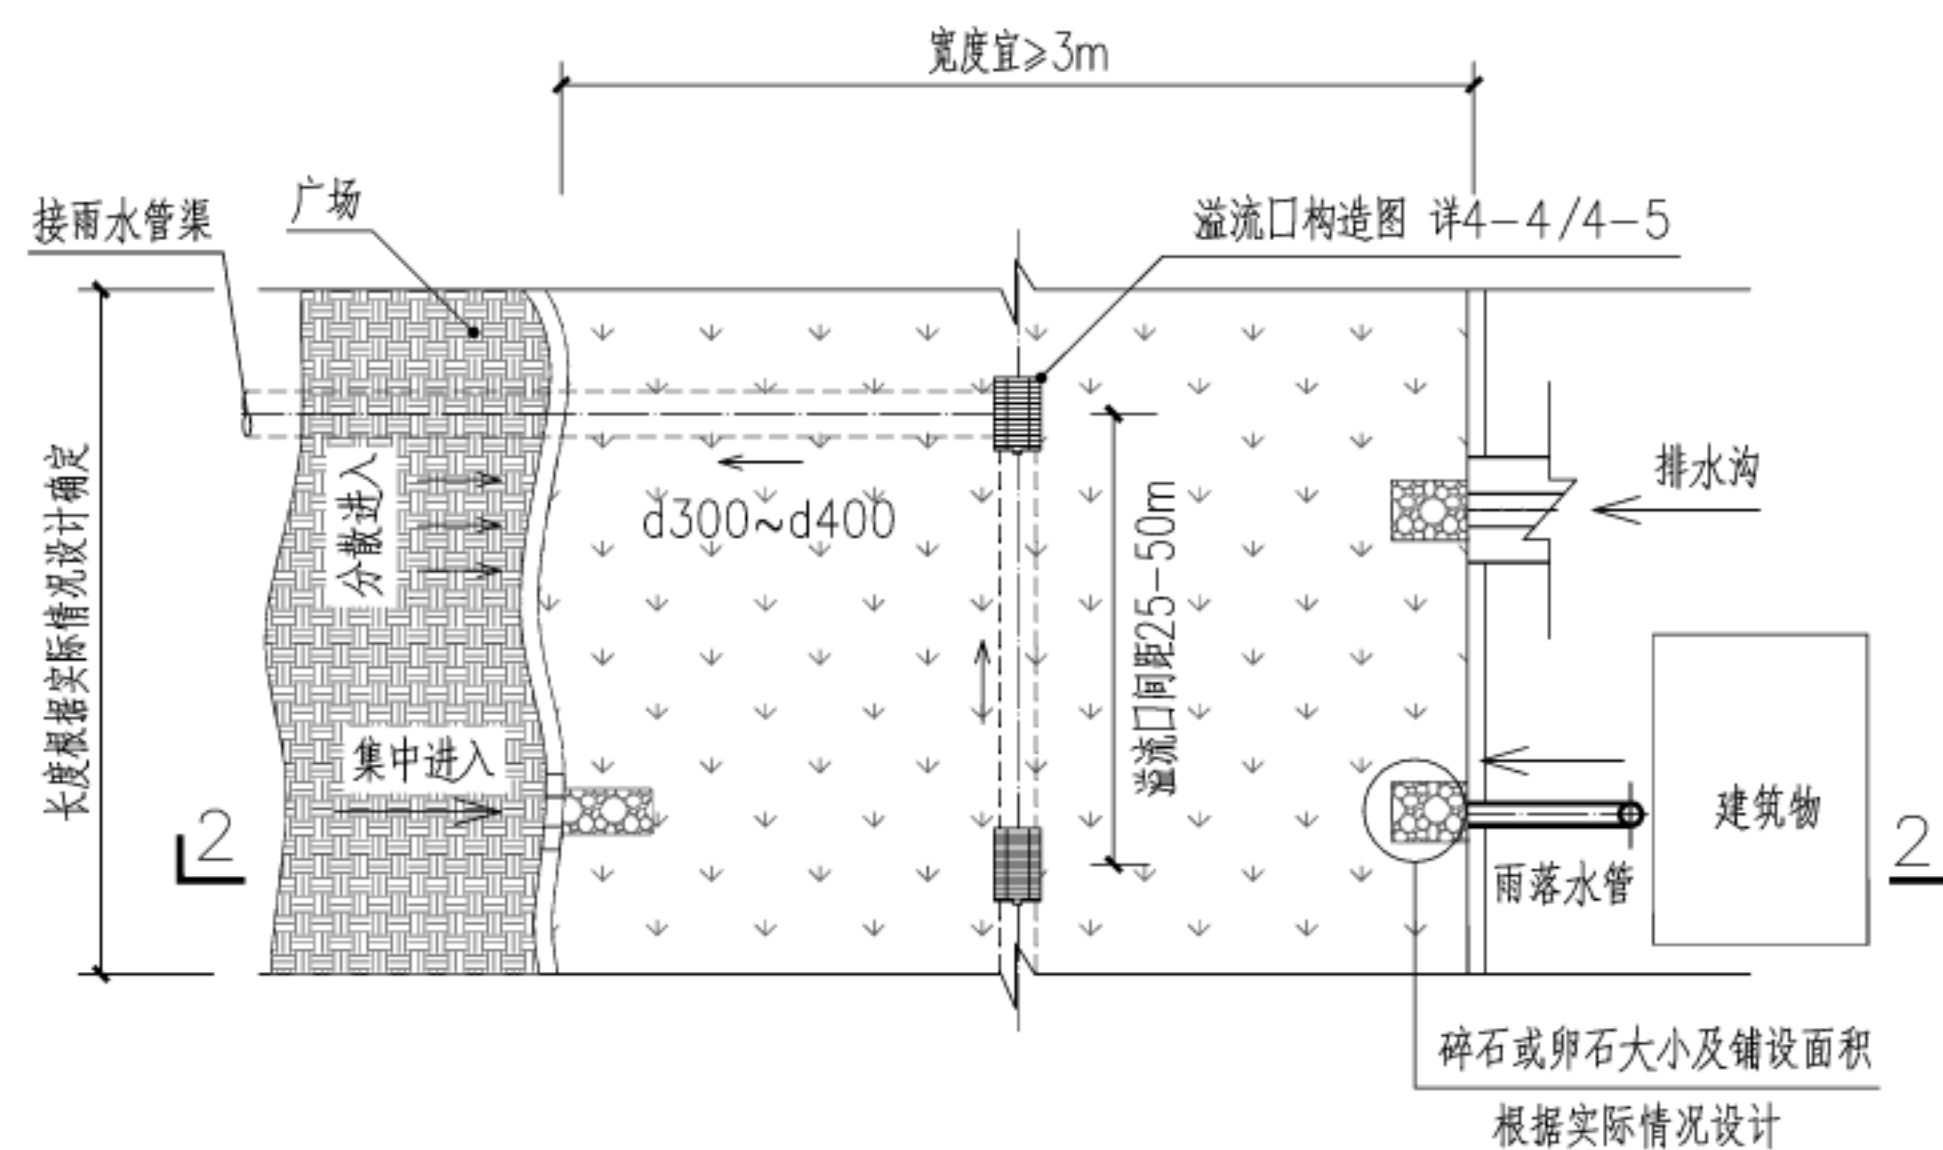 宽度宜≥3m
接雨水管渠
广场
溢流口构造图 详4-4/4-5
长度根据实际情况设计确定
分散进入
d300~d400
溢流口间距25-50m
排水沟
集中进入
建筑物
2
2
雨落水管
碎石或卵石大小及铺设面积
根据实际情况设计